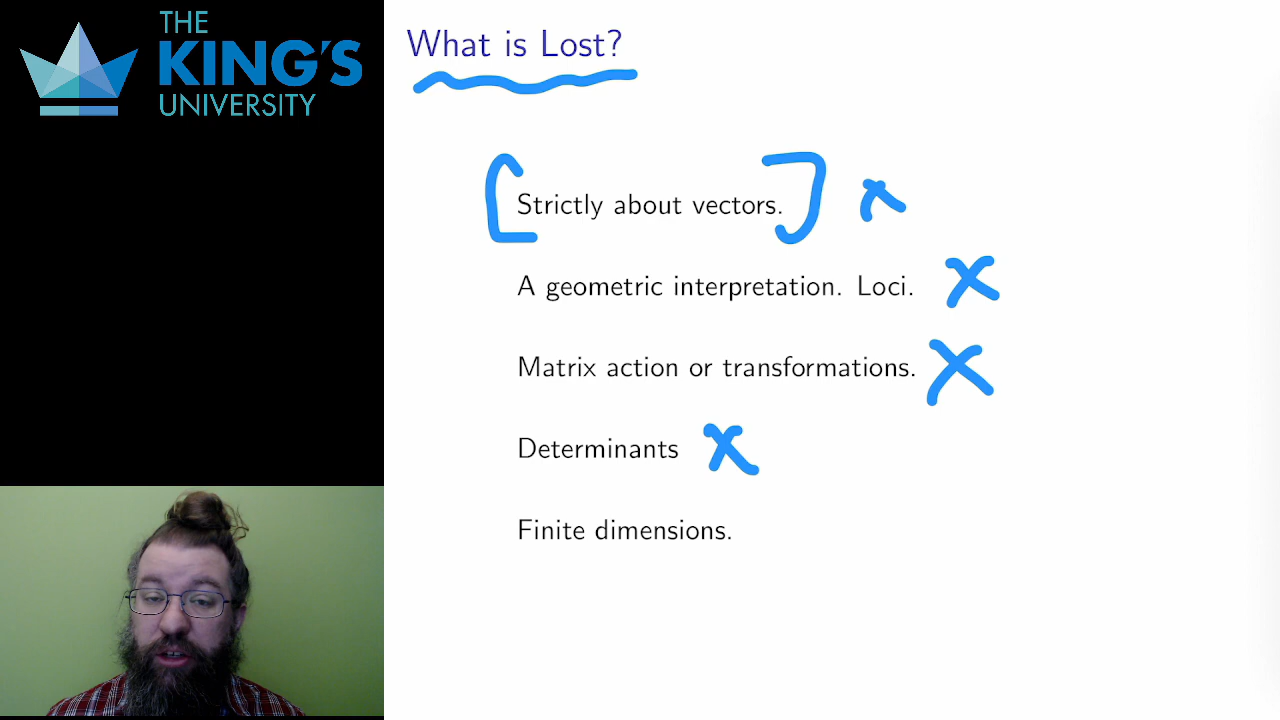 THE
KING'S
UNIVERSITY
What is Lost?
Strictly about vectors.
A geometric interpretation. Loci.
Matrix action or transformations.
Determinants
Finite dimensions.